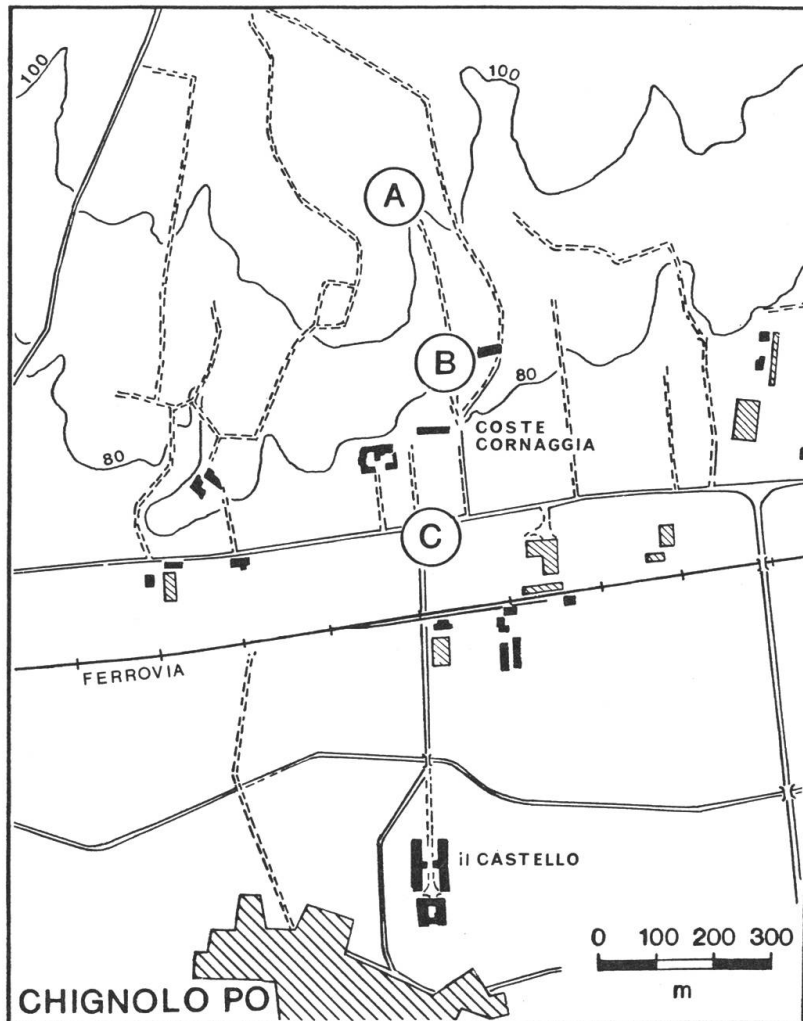 100
100
A
B
80
COSTE
CORNAGGIA
80
C
FERROVIA
il CASTELLO
0 100 200 300
m
CHIGNOLO PO